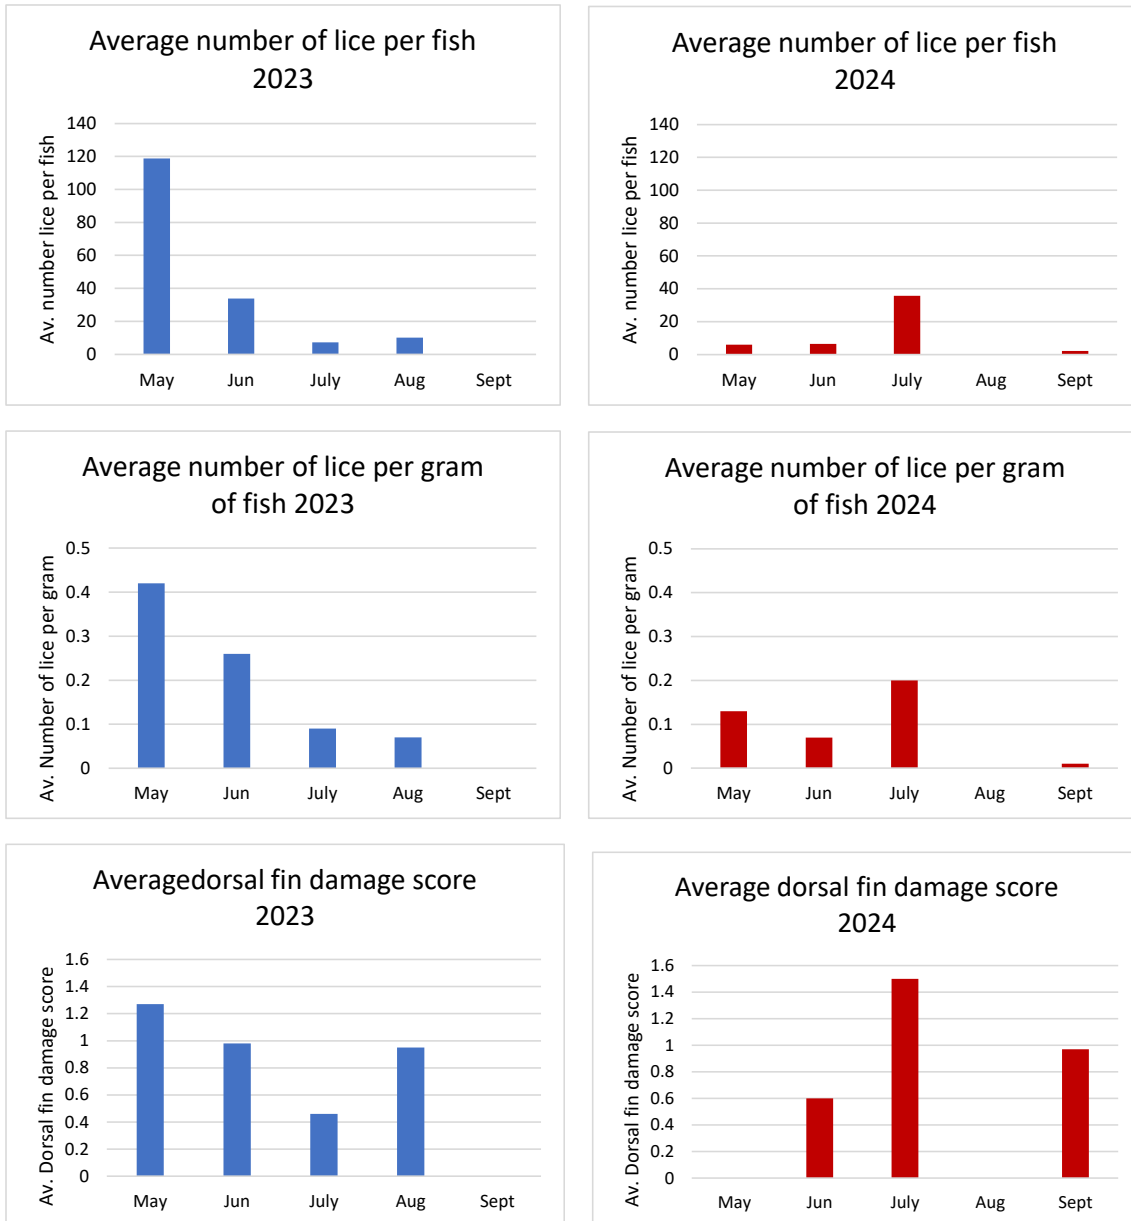 Average number of lice per fish
2023
Av. number lice per fish
140
120
100
80
60
40
20
0
May Jun July Aug Sept
Average number of lice per fish
2024
Av. number lice per fish
140
120
100
80
60
40
20
0
May Jun July Aug Sept
Average number of lice per gram
of fish 2023
Av. Number of lice per gram
0.5
0.4
0.3
0.2
0.1
0
May Jun July Aug Sept
Average number of lice per gram
of fish 2024
Av. Number of lice per gram
0.5
0.4
0.3
0.2
0.1
0
May Jun July Aug Sept
Averagedorsal fin damage score
2023
Av. Dorsal fin damage score
1.6
1.4
1.2
1
0.8
0.6
0.4
0.2
0
May Jun July Aug Sept
Average dorsal fin damage score
2024
Av. Dorsal fin damage score
1.6
1.4
1.2
1
0.8
0.6
0.4
0.2
0
May Jun July Aug Sept